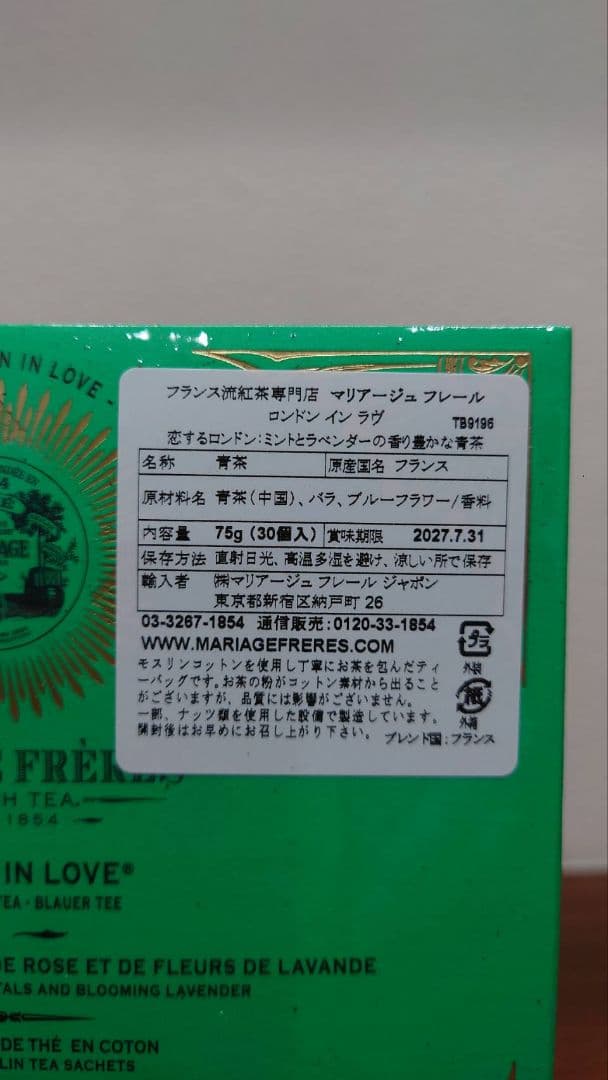 N IN LOVE -
フランス流紅茶専門店 マリアージュ フレール
ロンドン イン ラヴ TB9196
恋するロンドン:ミントとラベンダーの香り豊かな青茶
名称 青茶 原産国名 フランス
原材料名 青茶(中国)、バラ、ブルーフラワー/香料
内容量 75g(30個入) 賞味期限 2027.7.31
保存方法 直射日光、高温多湿を避け、涼しい所で保存
輸入者 ㈱マリアージュ フレール ジャポン
東京都新宿区納戸町 26
03-3267-1854 通信販売:0120-33-1854
WWW.MARIAGEFRERES.COM
プラ
外装
紙
外箱
モスリンコットンを使用し丁寧にお茶を包んだティ
ーバッグです。お茶の粉がコットン素材から出ること
がございますが、品質には影響がございません。
一部、ナッツ類を使用した設備で製造しています。
開封後はお早めにお召し上がり下さい。 ブレンド国:フランス
E FRÈRES
H TEA
1854
IN LOVE®
TEA · BLAUER TEE
DE ROSE ET DE FLEURS DE LAVANDE
TALS AND BLOOMING LAVENDER
DE THÉ EN COTON
LIN TEA SACHETS